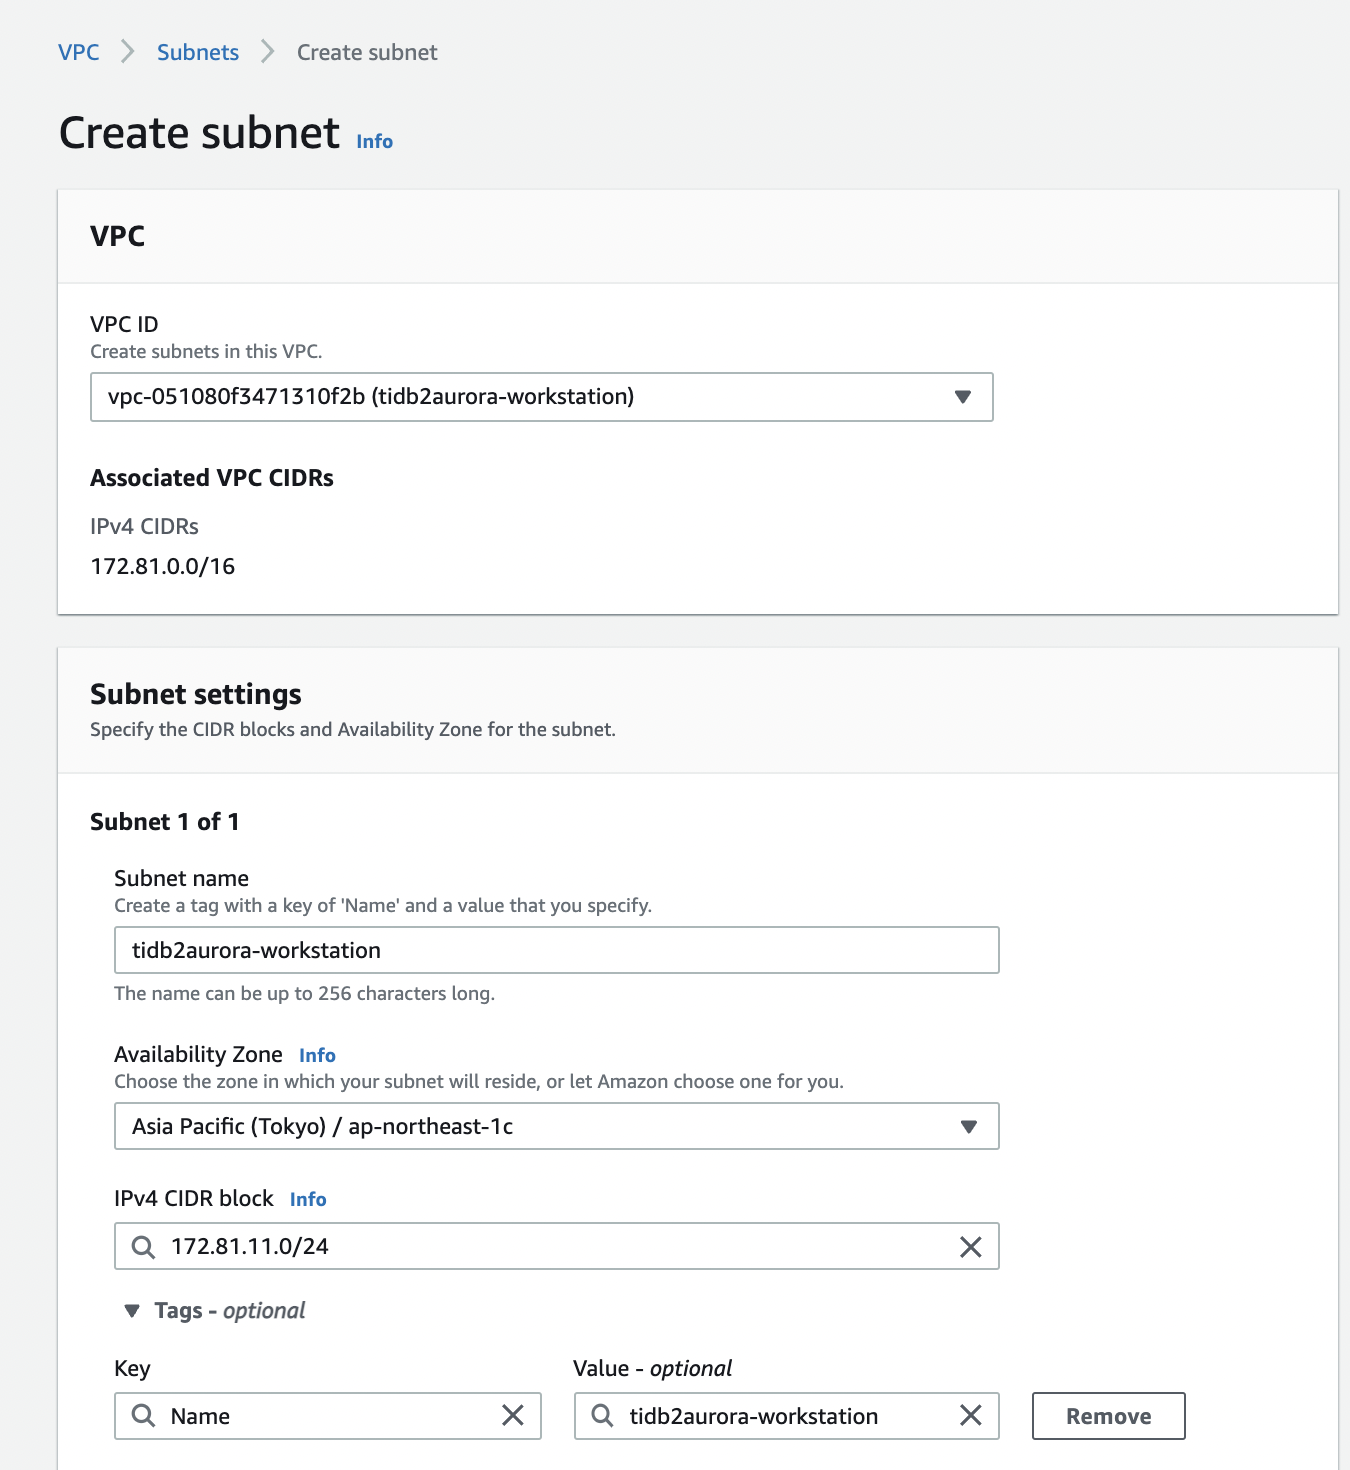 VPC > Subnets > Create subnet
Create subnet Info
VPC
VPC ID
Create subnets in this VPC.
vpc-051080f3471310f2b (tidb2aurora-workstation)
Associated VPC CIDRs
IPv4 CIDRs
172.81.0.0/16
Subnet settings
Specify the CIDR blocks and Availability Zone for the subnet.
Subnet 1 of 1
Subnet name
Create a tag with a key of 'Name' and a value that you specify.
tidb2aurora-workstation
The name can be up to 256 characters long.
Availability Zone Info
Choose the zone in which your subnet will reside, or let Amazon choose one for you.
Asia Pacific (Tokyo) / ap-northeast-1c
IPv4 CIDR block Info
172.81.11.0/24
Tags - optional
Key Value - optional
Name tidb2aurora-workstation Remove